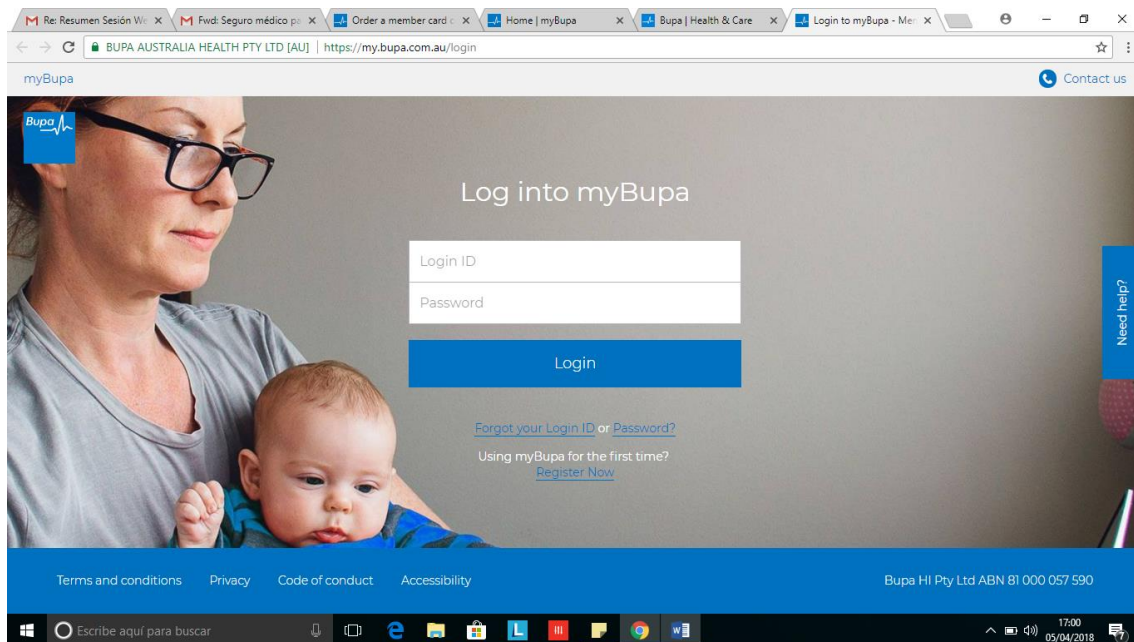 Re: Resumen Sesión We
Fwd: Seguro médico pa
Order a member card o
Home | myBupa
Bupa | Health & Care
Login to myBupa - Mem
BUPA AUSTRALIA HEALTH PTY LTD [AU] | https://my.bupa.com.au/login
myBupa
Contact us
Bupa
Log into myBupa
Login ID
Password
Login
Need help?
Forgot your Login ID or Password?
Using myBupa for the first time?
Register Now
Terms and conditions Privacy Code of conduct Accessibility
Bupa HI Pty Ltd ABN 81 000 057 590
Escribe aquí para buscar
17:00
05/04/2018